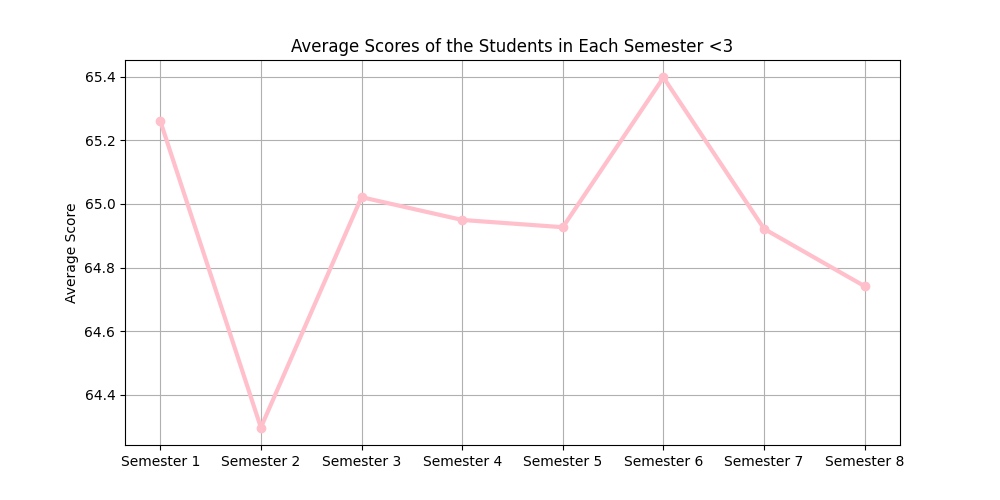 Average Scores of the Students in Each Semester <3
65.4
65.2
65.0
64.8
64.6
64.4
Average Score
Semester 1 Semester 2 Semester 3 Semester 4 Semester 5 Semester 6 Semester 7 Semester 8